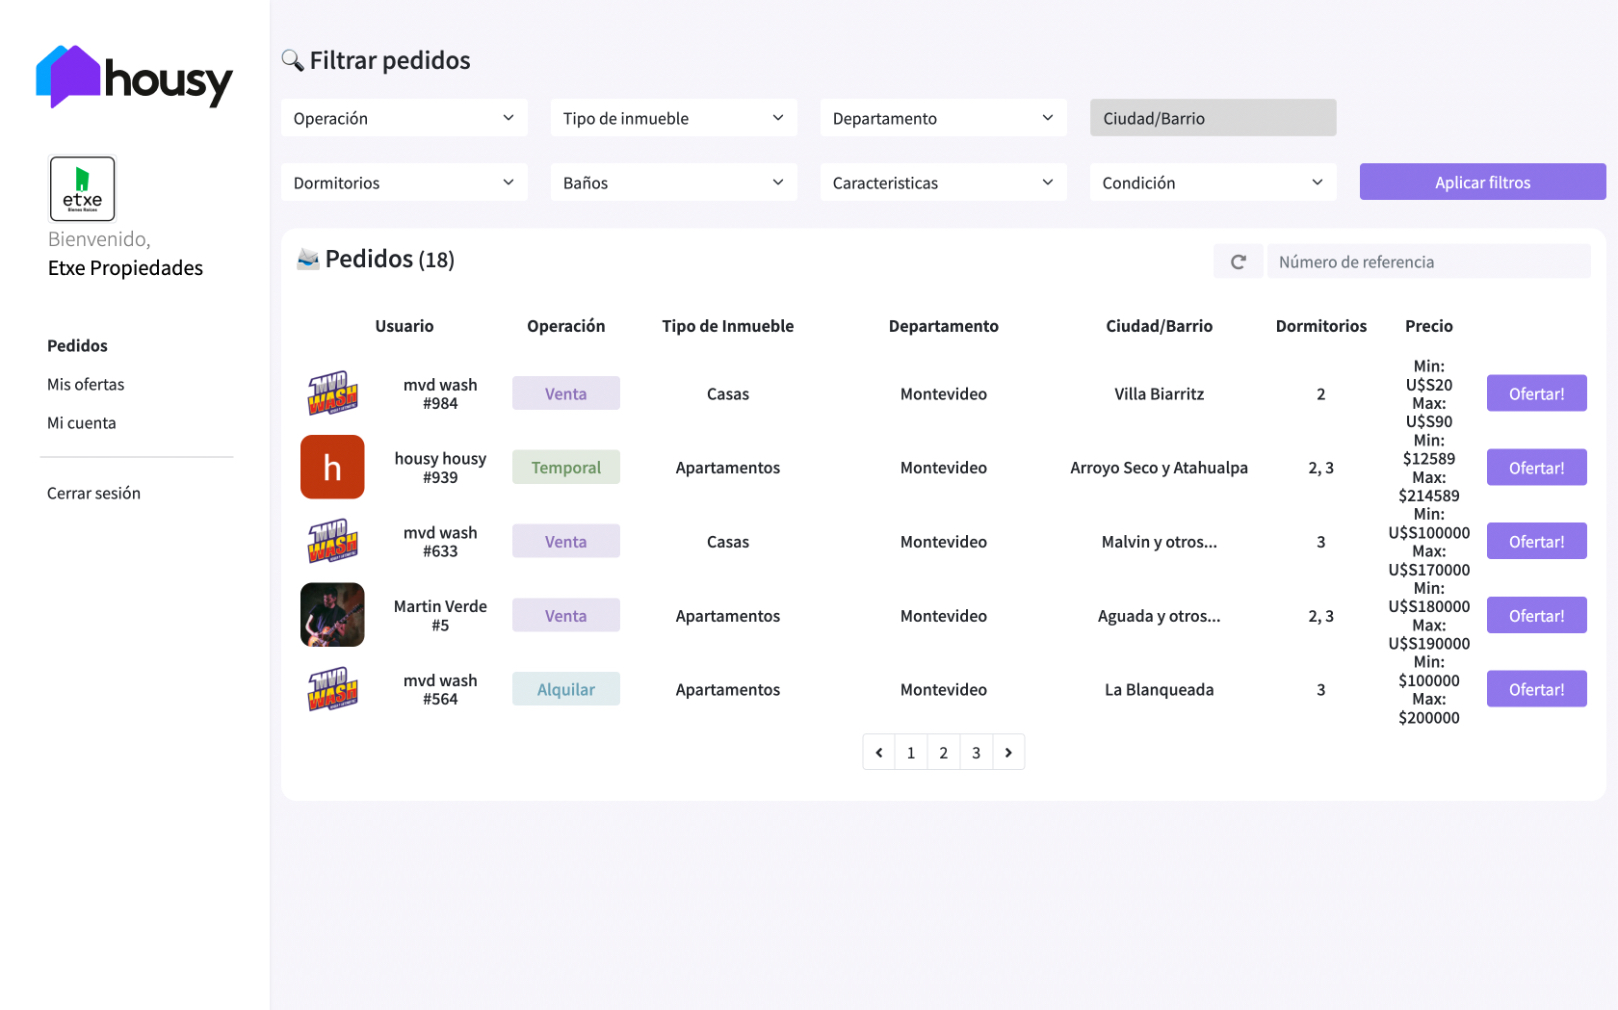 housy
etxe
Bienes Raíces
Bienvenido,
Etxe Propiedades
Pedidos
Mis ofertas
Mi cuenta
Cerrar sesión
Filtrar pedidos
Operación
Tipo de inmueble
Departamento
Ciudad/Barrio
Dormitorios
Baños
Caracteristicas
Condición
Aplicar filtros
Pedidos (18)
Número de referencia
Usuario Operación Tipo de Inmueble Departamento Ciudad/Barrio Dormitorios Precio
MVD
WASH
mvd wash
#984
Venta
Casas
Montevideo
Villa Biarritz
2
Min:
U$S20
Max:
U$S90
Ofertar!
h
housy housy
#939
Temporal
Apartamentos
Montevideo
Arroyo Seco y Atahualpa
2, 3
Min:
$12589
Max:
$214589
Ofertar!
MVD
WASH
mvd wash
#633
Venta
Casas
Montevideo
Malvin y otros...
3
Min:
U$S100000
Max:
U$S170000
Ofertar!
Martin Verde
#5
Venta
Apartamentos
Montevideo
Aguada y otros...
2, 3
Min:
U$S180000
Max:
U$S190000
Ofertar!
MVD
WASH
mvd wash
#564
Alquilar
Apartamentos
Montevideo
La Blanqueada
3
Min:
$100000
Max:
$200000
Ofertar!
1 2 3